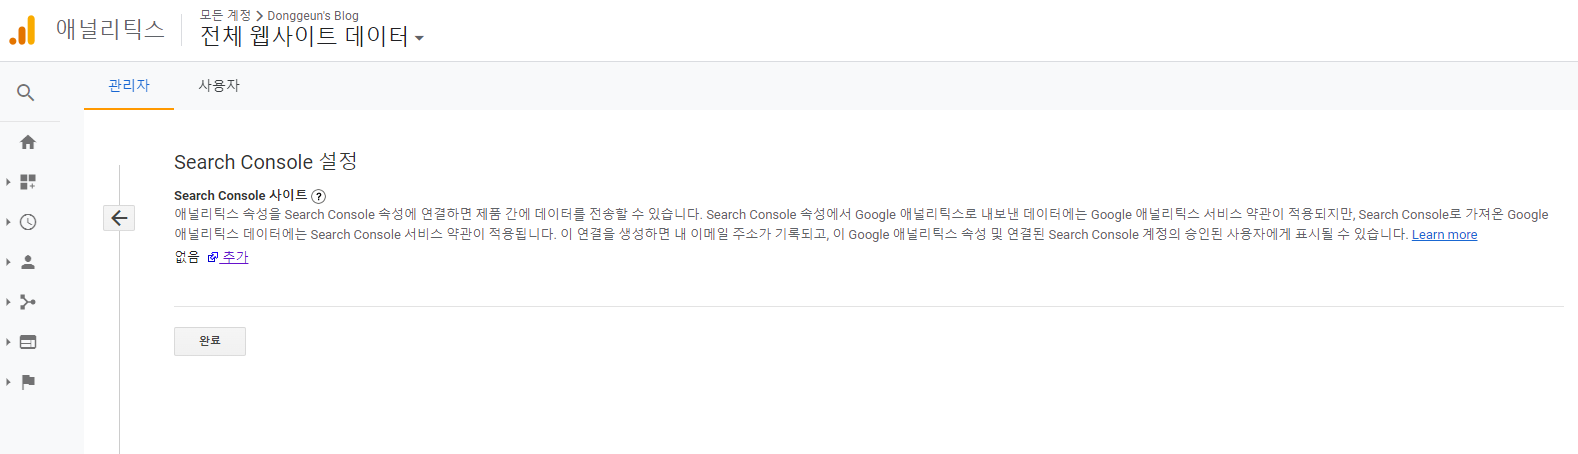 애널리틱스
모든 계정 > Donggeun's Blog
전체 웹사이트 데이터
관리자
사용자
Search Console 설정
Search Console 사이트 ?
애널리틱스 속성을 Search Console 속성에 연결하면 제품 간에 데이터를 전송할 수 있습니다. Search Console 속성에서 Google 애널리틱스로 내보낸 데이터에는 Google 애널리틱스 서비스 약관이 적용되지만, Search Console로 가져온 Google
애널리틱스 데이터에는 Search Console 서비스 약관이 적용됩니다. 이 연결을 생성하면 내 이메일 주소가 기록되고, 이 Google 애널리틱스 속성 및 연결된 Search Console 계정의 승인된 사용자에게 표시될 수 있습니다. Learn more
없음 추가
완료